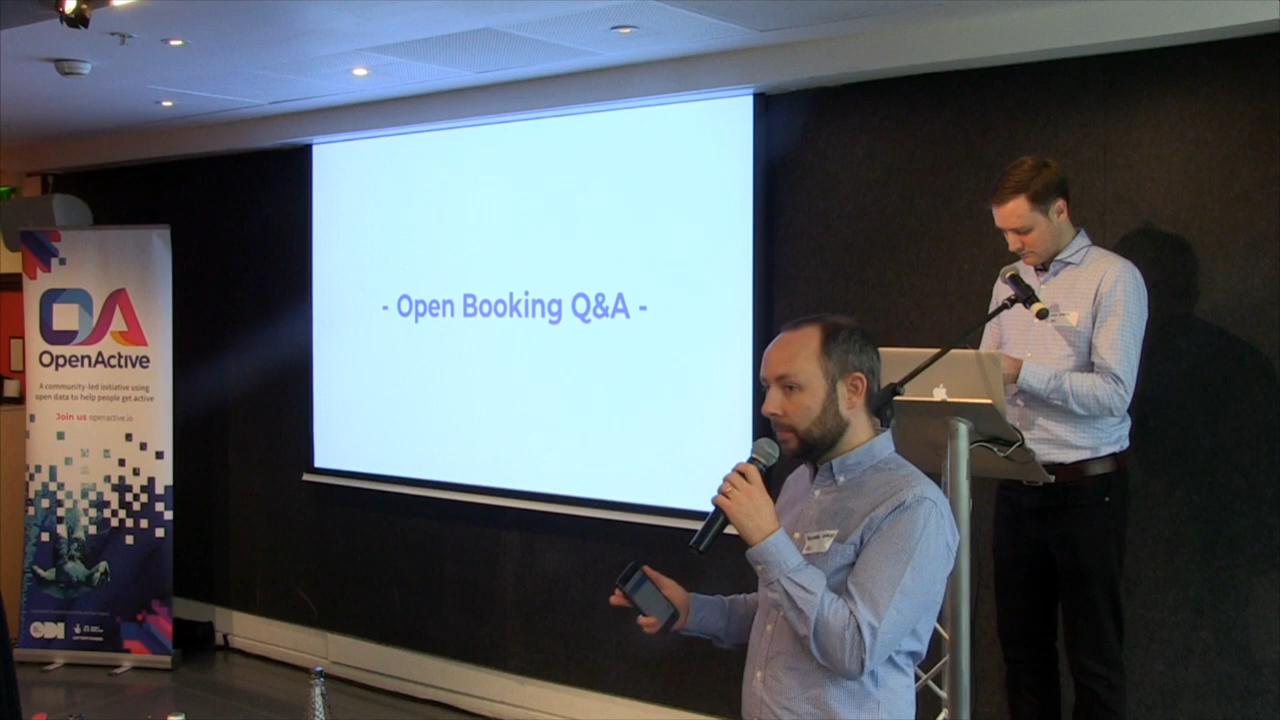 - Open Booking Q&A -
OA
OpenActive
A community-led initiative using
open data to help people get active
Join us openactive.io
ODI